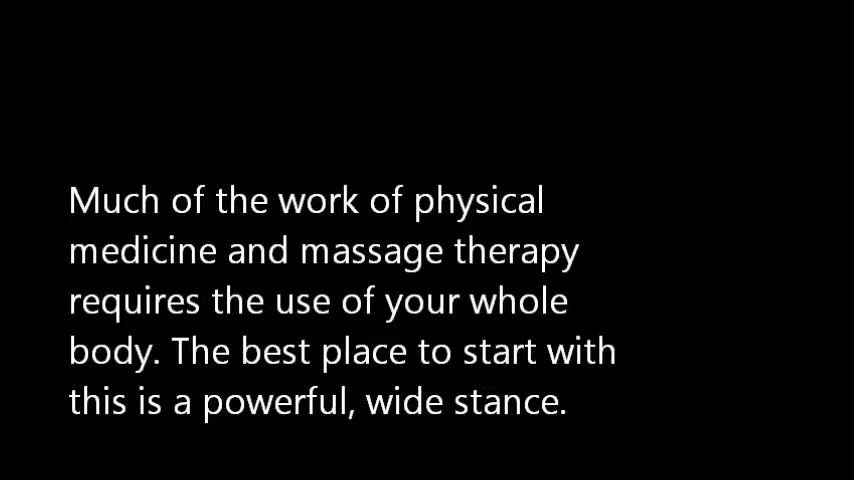 Much of the work of physical
medicine and massage therapy
requires the use of your whole
body. The best place to start with
this is a powerful, wide stance.